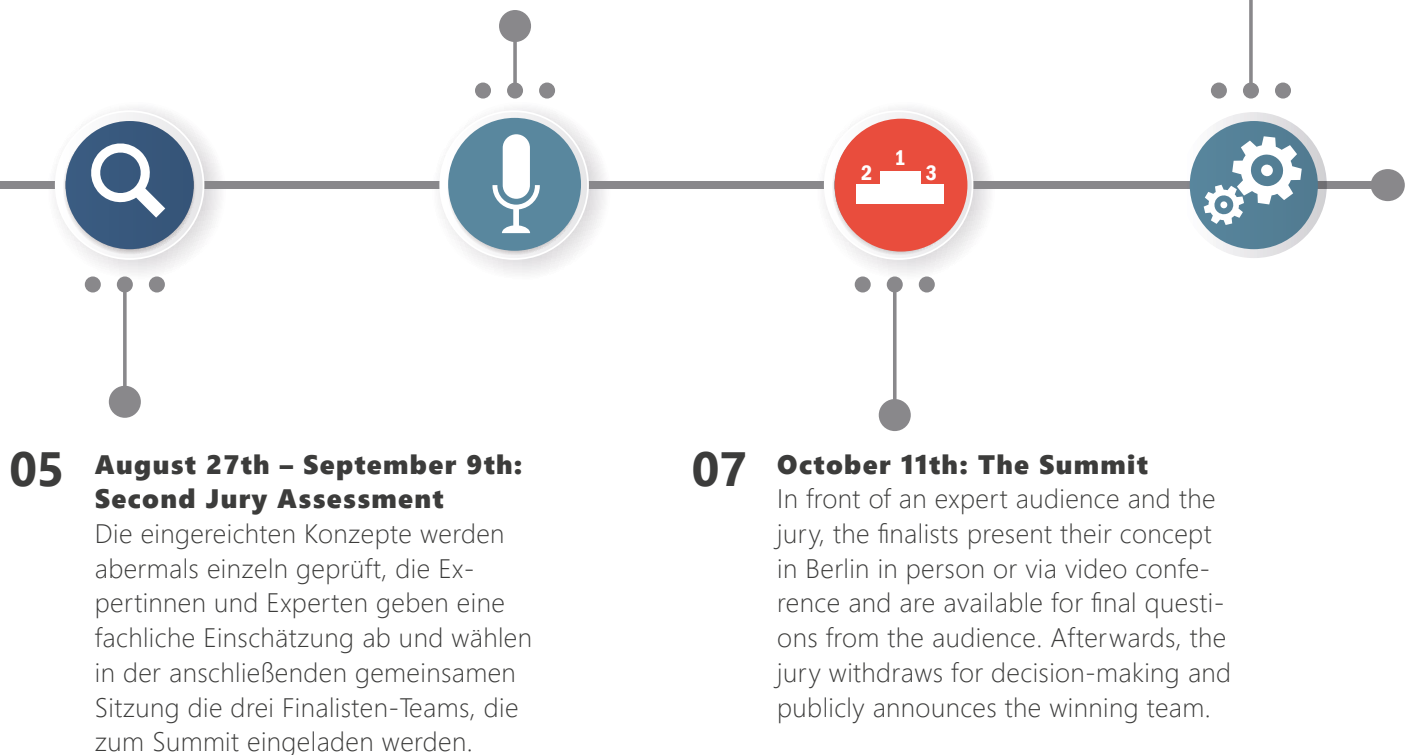 2 1 3
05
August 27th – September 9th:
Second Jury Assessment
Die eingereichten Konzepte werden
abermals einzeln geprüft, die Ex-
pertinnen und Experten geben eine
fachliche Einschätzung ab und wählen
in der anschließenden gemeinsamen
Sitzung die drei Finalisten-Teams, die
zum Summit eingeladen werden.
07
October 11th: The Summit
In front of an expert audience and the
jury, the finalists present their concept
in Berlin in person or via video confe-
rence and are available for final questi-
ons from the audience. Afterwards, the
jury withdraws for decision-making and
publicly announces the winning team.